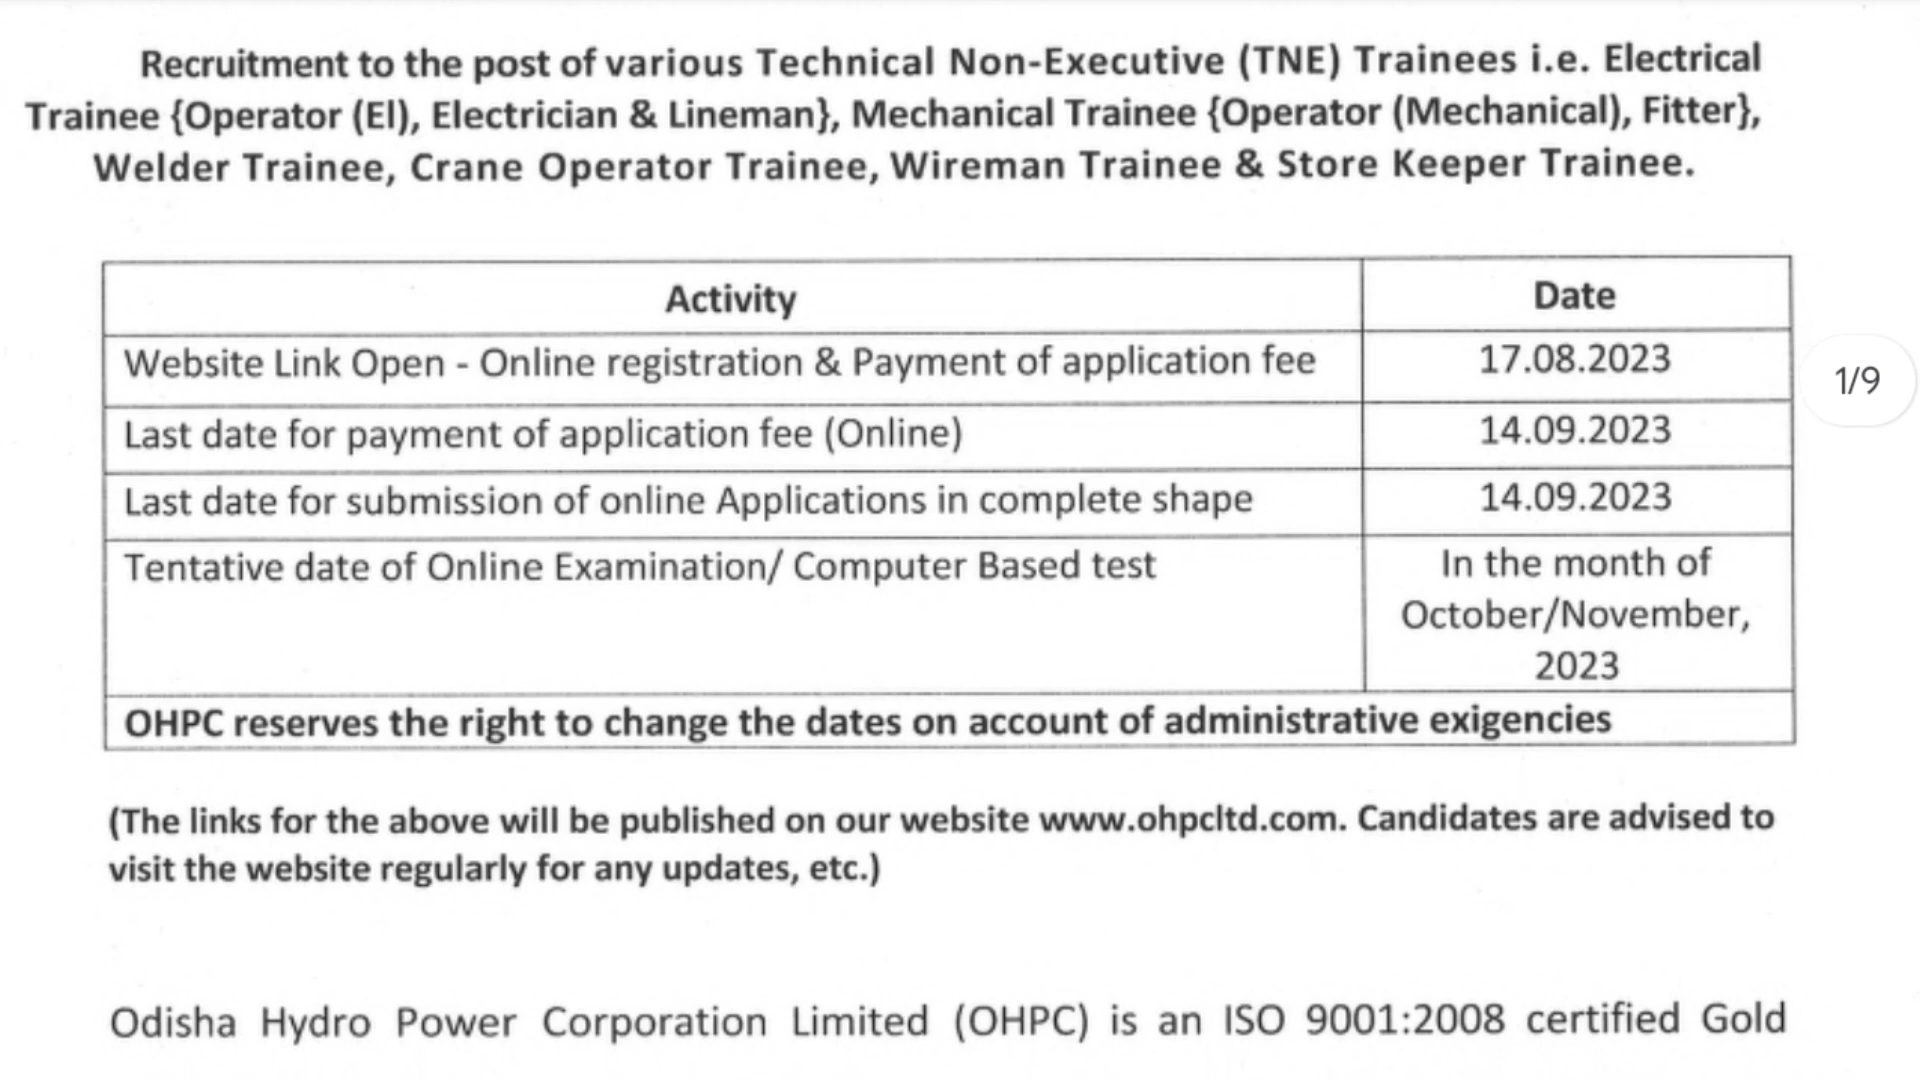 Recruitment to the post of various Technical Non-Executive (TNE) Trainees i.e. Electrical
Trainee {Operator (El), Electrician & Lineman}, Mechanical Trainee {Operator (Mechanical), Fitter},
Welder Trainee, Crane Operator Trainee, Wireman Trainee & Store Keeper Trainee.
Activity Date
Website Link Open - Online registration & Payment of application fee 17.08.2023
1/9
Last date for payment of application fee (Online) 14.09.2023
Last date for submission of online Applications in complete shape 14.09.2023
Tentative date of Online Examination/ Computer Based test In the month of
October/November,
2023
OHPC reserves the right to change the dates on account of administrative exigencies
(The links for the above will be published on our website www.ohpcltd.com. Candidates are advised to
visit the website regularly for any updates, etc.)
Odisha Hydro Power Corporation Limited (OHPC) is an ISO 9001:2008 certified Gold